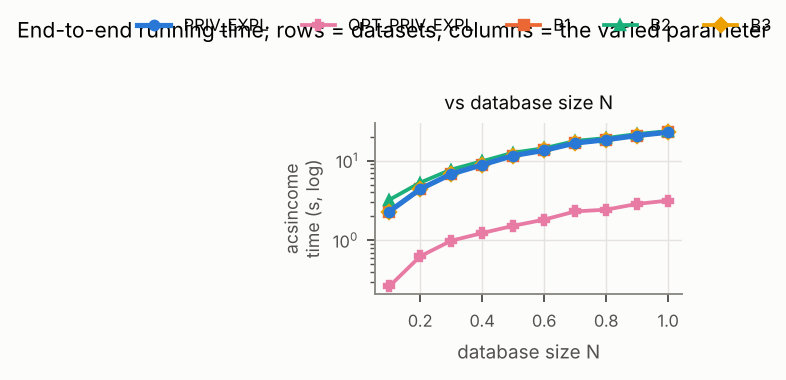 End-to-end running time; rows = datasets, columns = the varied parameter
PRIV_EXPL OPT_PRIV_EXPL B1 B2 B3
vs database size N
acsincome
time (s, log)
10¹
10⁰
0.2 0.4 0.6 0.8 1.0
database size N